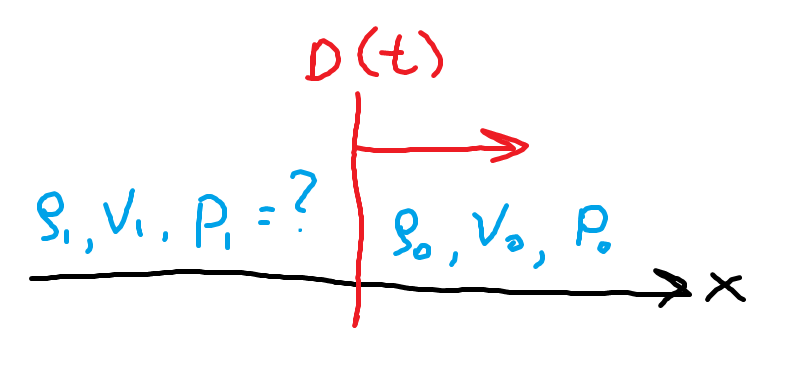 D(t)
ρ₁, V₁, P₁ = ? ρ₀, V₀, P₀
x